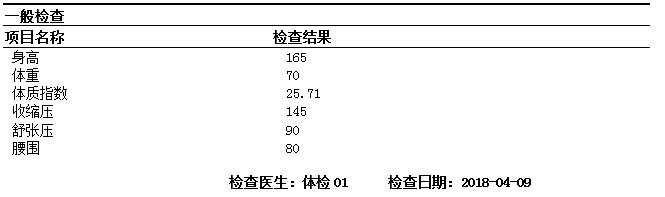 一般检查
项目名称 检查结果
身高 165
体重 70
体质指数 25.71
收缩压 145
舒张压 90
腰围 80
检查医生：体检01 检查日期：2018-04-09